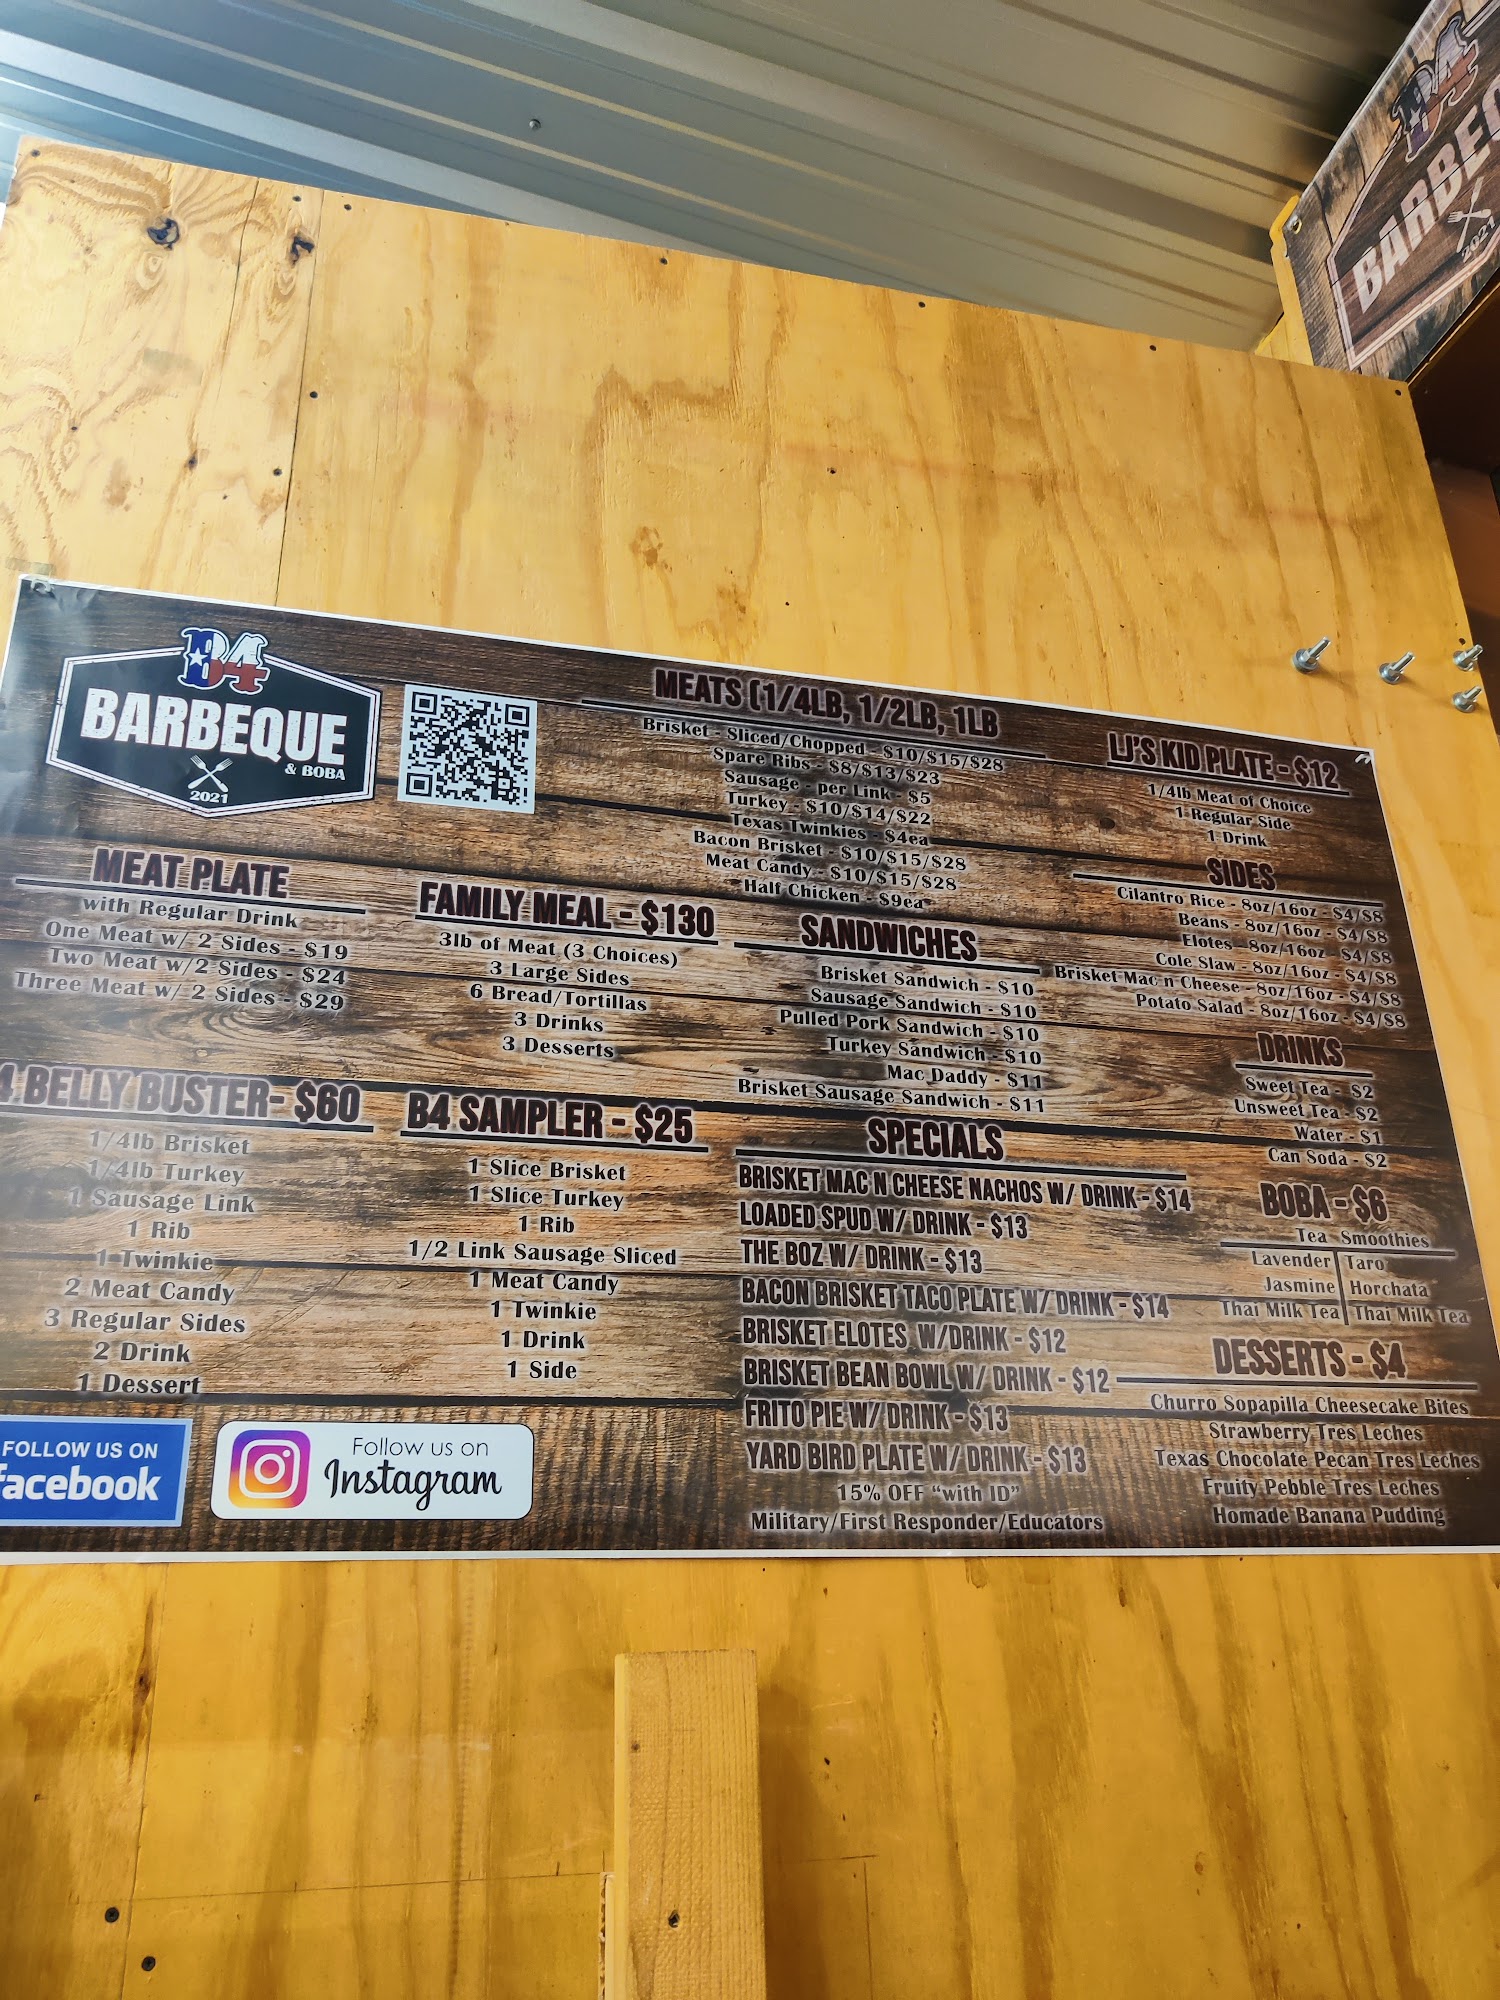 B4
BARBEQ
2021
B4
BARBEQUE
& BOBA
2021
MEATS (1/4LB, 1/2LB, 1LB
Brisket - Sliced/Chopped - $10/$15/$28
Spare Ribs - $8/$13/$23
Sausage - per Link - $5
Turkey - $10/$14/$22
Texas Twinkies - $4ea
Bacon Brisket - $10/$15/$28
Meat Candy - $10/$15/$28
Half Chicken - $9ea
LJ'S KID PLATE - $12
1/4lb Meat of Choice
1 Regular Side
1 Drink
MEAT PLATE
with Regular Drink
One Meat w/ 2 Sides - $19
Two Meat w/2 Sides - $24
Three Meat w/ 2 Sides - $29
FAMILY MEAL - $130
3lb of Meat (3 Choices)
3 Large Sides
6 Bread/Tortillas
3 Drinks
3 Desserts
SANDWICHES
Brisket Sandwich - $10
Sausage Sandwich - $10
Pulled Pork Sandwich - $10
Turkey Sandwich - $10
Mac Daddy - $11
Brisket Sausage Sandwich - $11
SIDES
Cilantro Rice - 8oz/16oz - $4/$8
Beans - 8oz/16oz - $4/$8
Elotes - 8oz/16oz - $4/$8
Cole Slaw - 8oz/16oz - $4/$8
Brisket Mac n Cheese - 8oz/16oz - $4/$8
Potato Salad - 8oz/16oz - $4/$8
DRINKS
Sweet Tea - $2
Unsweet Tea - $2
Water - $1
Can Soda - $2
4 BELLY BUSTER- $60
1/4lb Brisket
1/4lb Turkey
1 Sausage Link
1 Rib
1 Twinkie
2 Meat Candy
3 Regular Sides
2 Drink
1 Dessert
B4 SAMPLER - $25
1 Slice Brisket
1 Slice Turkey
1 Rib
1/2 Link Sausage Sliced
1 Meat Candy
1 Twinkie
1 Drink
1 Side
SPECIALS
BRISKET MAC N CHEESE NACHOS W/ DRINK - $14
LOADED SPUD W/ DRINK - $13
THE BOZ W/ DRINK - $13
BACON BRISKET TACO PLATE W/ DRINK - $14
BRISKET ELOTES W/DRINK - $12
BRISKET BEAN BOWL W/ DRINK - $12
FRITO PIE W/ DRINK - $13
YARD BIRD PLATE W/ DRINK - $13
15% OFF "with ID"
Military/First Responder/Educators
BOBA - $6
Tea Smoothies
Lavender Taro
Jasmine Horchata
Thai Milk Tea Thai Milk Tea
DESSERTS - $4
Churro Sopapilla Cheesecake Bites
Strawberry Tres Leches
Texas Chocolate Pecan Tres Leches
Fruity Pebble Tres Leches
Homade Banana Pudding
FOLLOW US ON
facebook
Follow us on
Instagram